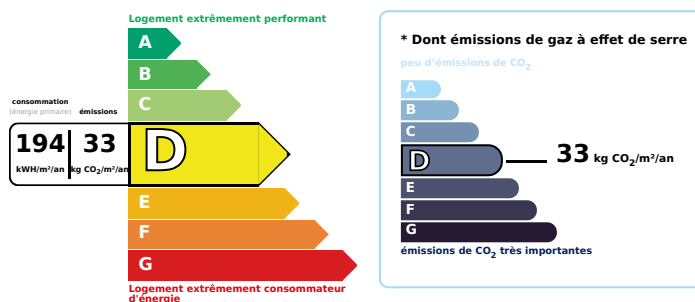 Logement extrêmement performant
A
B
C
consommation
(énergie primaire)
émissions
194
33
kWH/m²/an
kg CO₂/m²/an
D
E
F
G
Logement extrêmement consommateur
d'énergie
* Dont émissions de gaz à effet de serre
peu d'émissions de CO₂
A
B
C
D
33 kg CO₂/m²/an
E
F
G
émissions de CO₂ très importantes